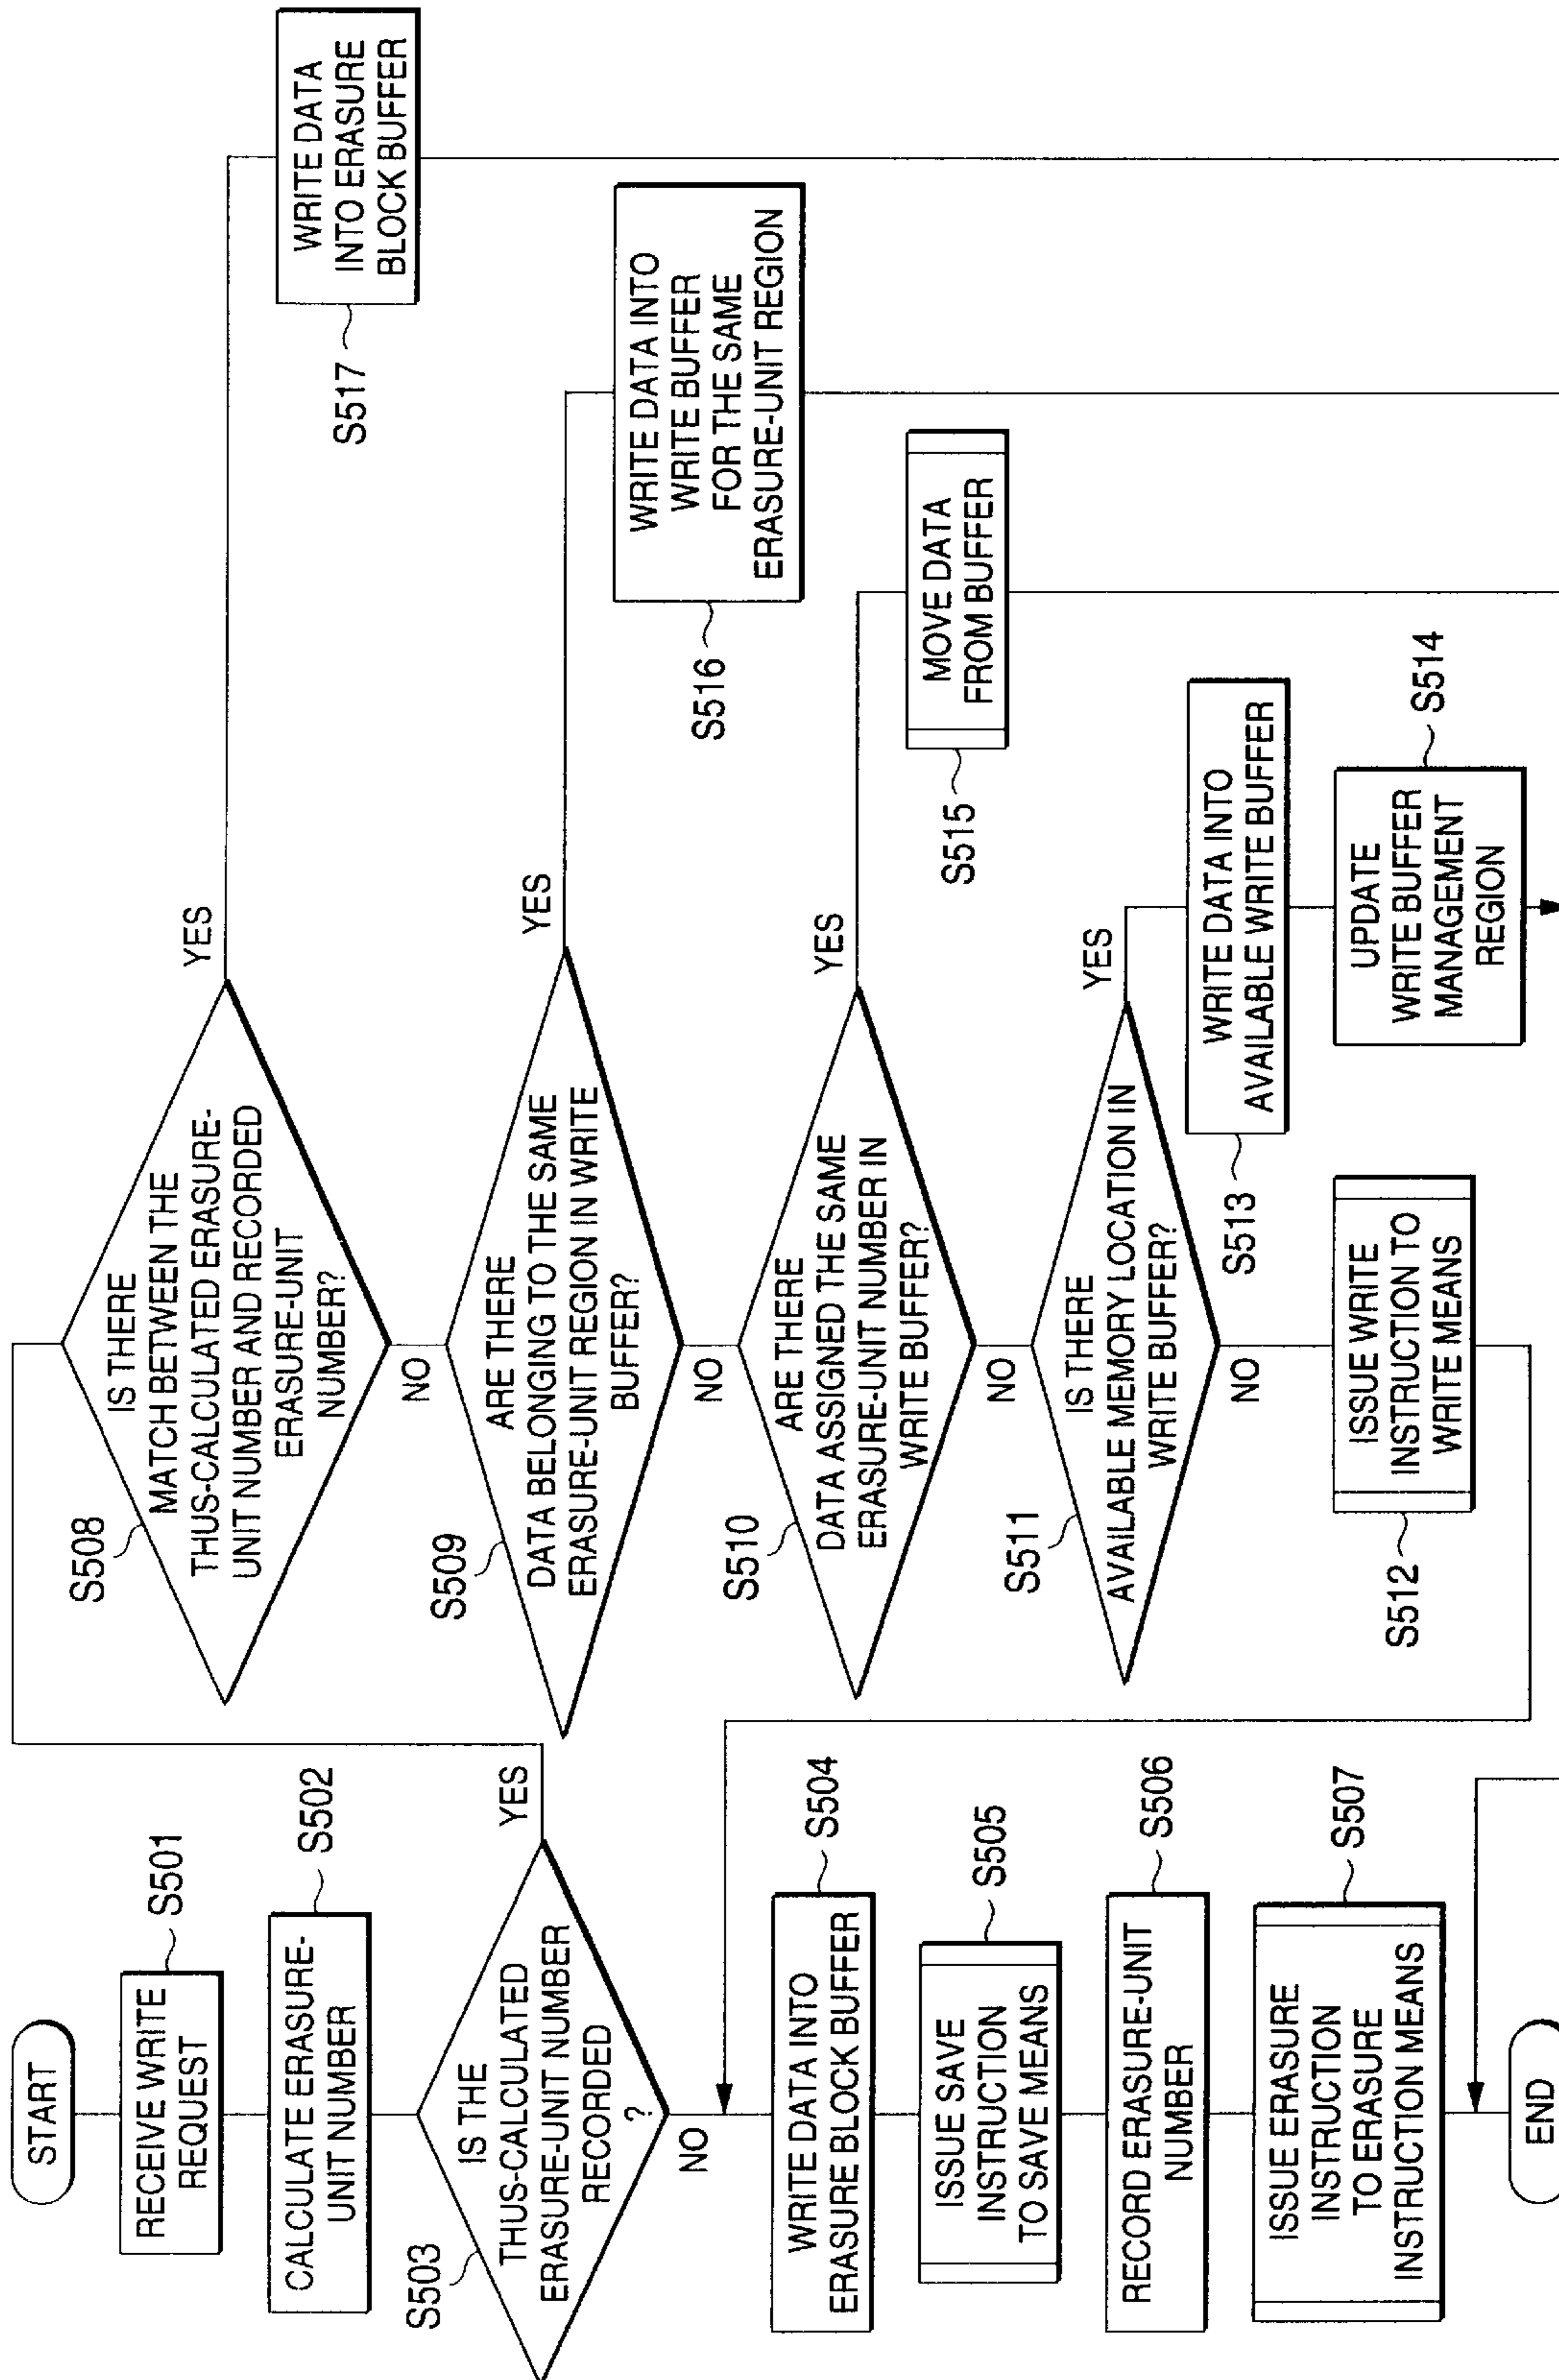 START
RECEIVE WRITE
REQUEST
S501
CALCULATE ERASURE-
UNIT NUMBER
S502
IS THE
THUS-CALCULATED
ERASURE-UNIT NUMBER
RECORDED
?
S503
YES
NO
WRITE DATA INTO
ERASURE BLOCK BUFFER
S504
ISSUE SAVE
INSTRUCTION
TO SAVE MEANS
S505
RECORD ERASURE-UNIT
NUMBER
S506
ISSUE ERASURE
INSTRUCTION
TO ERASURE
INSTRUCTION MEANS
S507
END
S508
IS THERE
MATCH BETWEEN THE
THUS-CALCULATED ERASURE-
UNIT NUMBER AND RECORDED
ERASURE-UNIT
NUMBER?
YES
NO
S509
ARE THERE
DATA BELONGING TO THE SAME
ERASURE-UNIT REGION IN WRITE
BUFFER?
YES
NO
S510
ARE THERE
DATA ASSIGNED THE SAME
ERASURE-UNIT NUMBER IN
WRITE BUFFER?
YES
NO
S511
IS THERE
AVAILABLE MEMORY LOCATION IN
WRITE BUFFER?
YES
NO
ISSUE WRITE
INSTRUCTION TO
WRITE MEANS
S512
WRITE DATA INTO
AVAILABLE WRITE BUFFER
S513
UPDATE
WRITE BUFFER
MANAGEMENT
REGION
S514
MOVE DATA
FROM BUFFER
S515
WRITE DATA INTO
WRITE BUFFER
FOR THE SAME
ERASURE-UNIT REGION
S516
WRITE DATA
INTO ERASURE
BLOCK BUFFER
S517